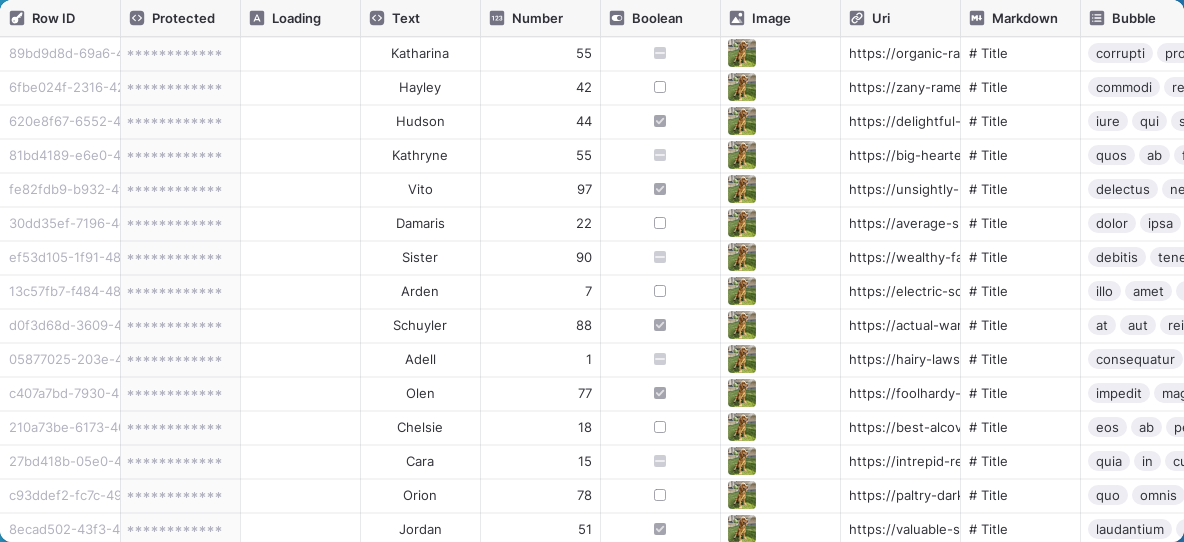 Row ID Protected Loading Text Number Boolean Image Uri Markdown Bubble
89bd9d8d-69a6-4 ************ Katharina 55 https://organic-ra # Title corrupti pro
6fbe024f-2316-42 ************ Hayley 42 https://zany-rame # Title commodi re
620e8f67-6552-4 ************ Hudson 44 https://delightful- # Title iure qui s
81bd4189-e6e0-4 ************ Kathryne 55 https://big-hearte # Title quos ab f
fe82fdb9-b932-4 ************ Vito 97 https://unsightly- # Title delectus ne
30dd35ef-7196-4 ************ Damaris 22 https://average-s # Title dolor ipsa
ef53d105-1f91-48 ************ Sister 90 https://wealthy-fa # Title debitis tene
13c57fb7-f484-48 ************ Arden 7 https://electric-sc # Title illo amet
d0f3d68d-3609-4 ************ Schuyler 88 https://actual-war # Title at aut rei
05877025-203e-4 ************ Adell 1 https://hairy-laws # Title consequatur
c407a7bd-7930-4 ************ Olen 77 https://foolhardy- # Title impedit mag
210a73be-6173-40 ************ Chelsie 18 https://best-alcov # Title eos ab pe
27bd418b-05e0-4 ************ Cara 15 https://intrepid-re # Title quia in cu
c93ddef2-fc7c-49 ************ Orion 78 https://paltry-dark # Title quo omnis
8ecad502-43f3-4 ************ Jordan 51 https://valuable-s # Title laudantium